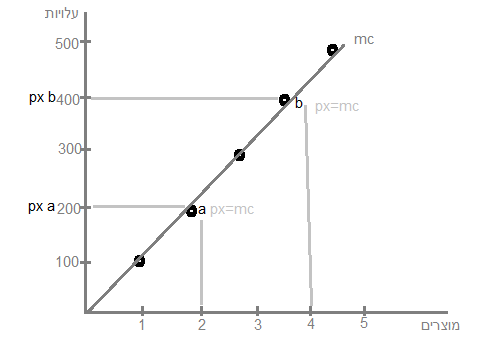 עלויות
500
mc
px b
400
b
px=mc
300
px a
200
a
px=mc
100
1
2
3
4
5
מוצרים